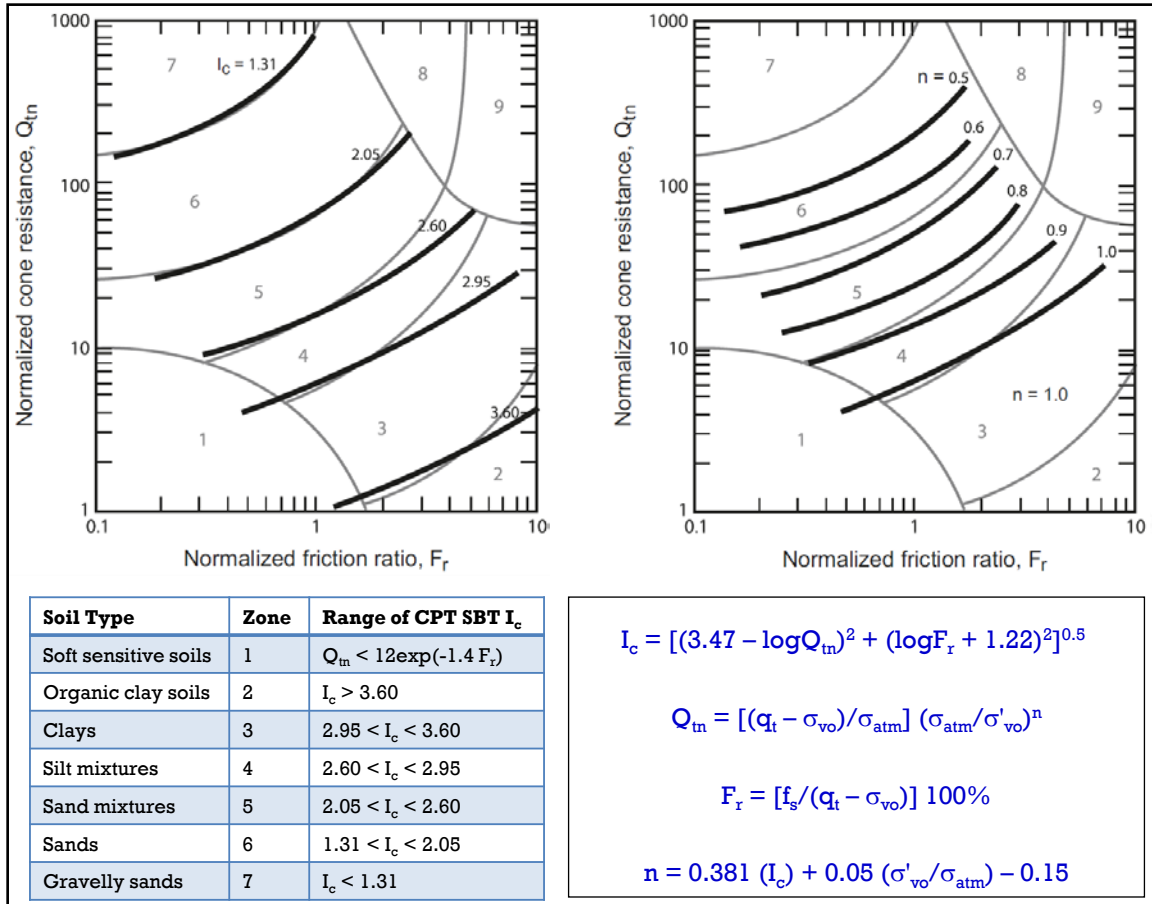 1000
100
10
1
0.1
1
10
Normalized cone resistance, Qtn
Normalized friction ratio, Fr
7
IC = 1.31
8
9
2.05
6
2.60
5
2.95
4
3
3.60
1
2
1000
100
10
1
0.1
1
10
Normalized cone resistance, Qtn
Normalized friction ratio, Fr
7
n = 0.5
8
9
0.6
0.7
6
0.8
0.9
5
1.0
4
n = 1.0
1
3
2
Soil Type Zone Range of CPT SBT Ic
Soft sensitive soils 1 Qtn < 12exp(-1.4 Fr)
Organic clay soils 2 Ic > 3.60
Clays 3 2.95 < Ic < 3.60
Silt mixtures 4 2.60 < Ic < 2.95
Sand mixtures 5 2.05 < Ic < 2.60
Sands 6 1.31 < Ic < 2.05
Gravelly sands 7 Ic < 1.31
Ic = [(3.47 – logQtn)² + (logFr + 1.22)²]^0.5
Qtn = [(qt – σvo)/σatm] (σatm/σ'vo)^n
Fr = [fs/(qt – σvo)] 100%
n = 0.381 (Ic) + 0.05 (σ'vo/σatm) – 0.15